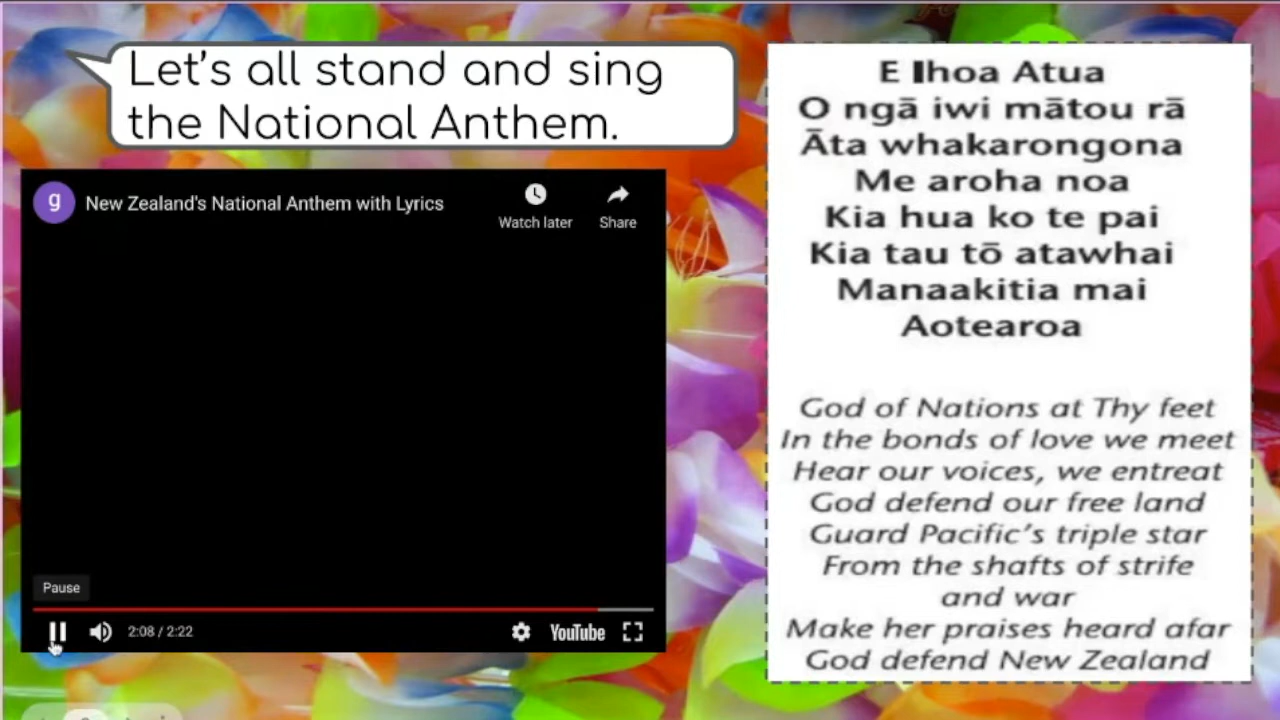 Let's all stand and sing
the National Anthem.
g
New Zealand's National Anthem with Lyrics
Watch later
Share
Pause
2:08 / 2:22
YouTube
E Ihoa Atua
O ngā iwi mātou rā
Āta whakarongona
Me aroha noa
Kia hua ko te pai
Kia tau tō atawhai
Manaakitia mai
Aotearoa
God of Nations at Thy feet
In the bonds of love we meet
Hear our voices, we entreat
God defend our free land
Guard Pacific's triple star
From the shafts of strife
and war
Make her praises heard afar
God defend New Zealand